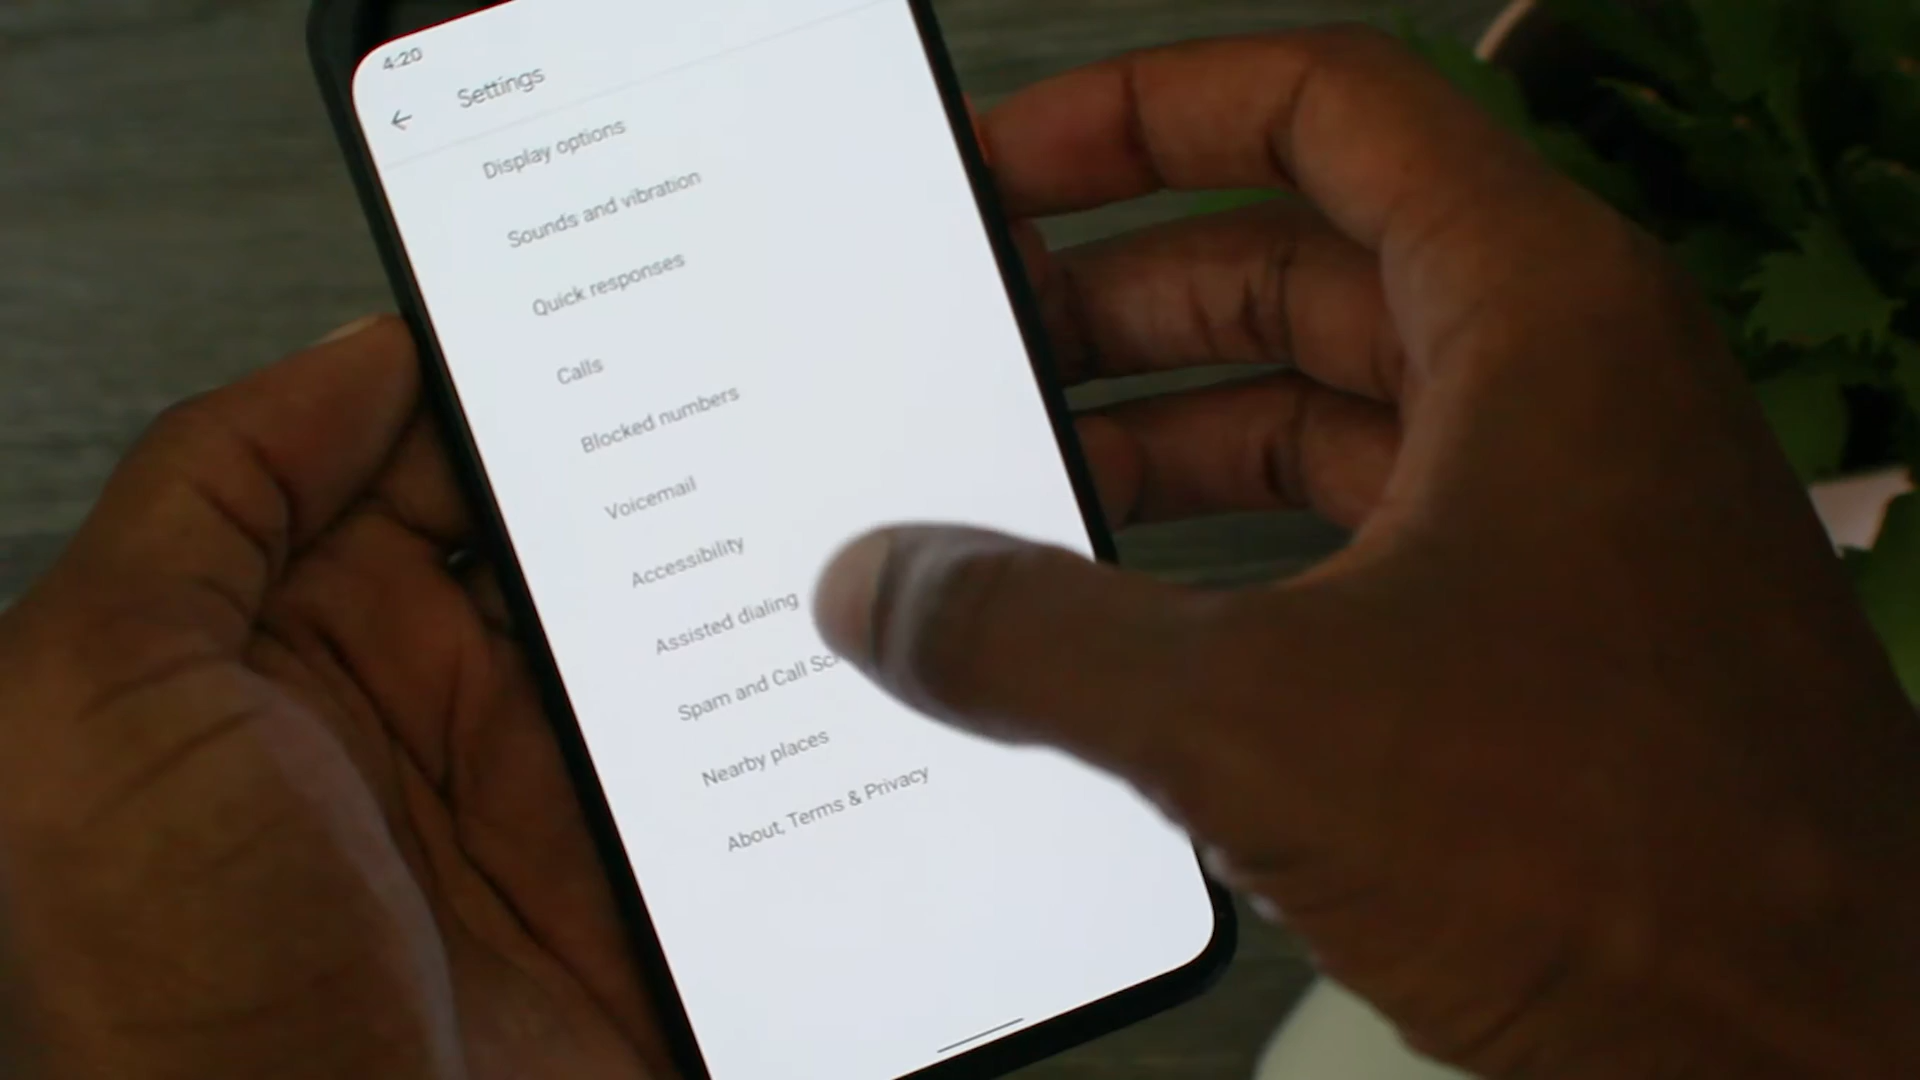 4:20
Settings
Display options
Sounds and vibration
Quick responses
Calls
Blocked numbers
Voicemail
Accessibility
Assisted dialing
Spam and Call
Nearby places
About, Terms & Privacy